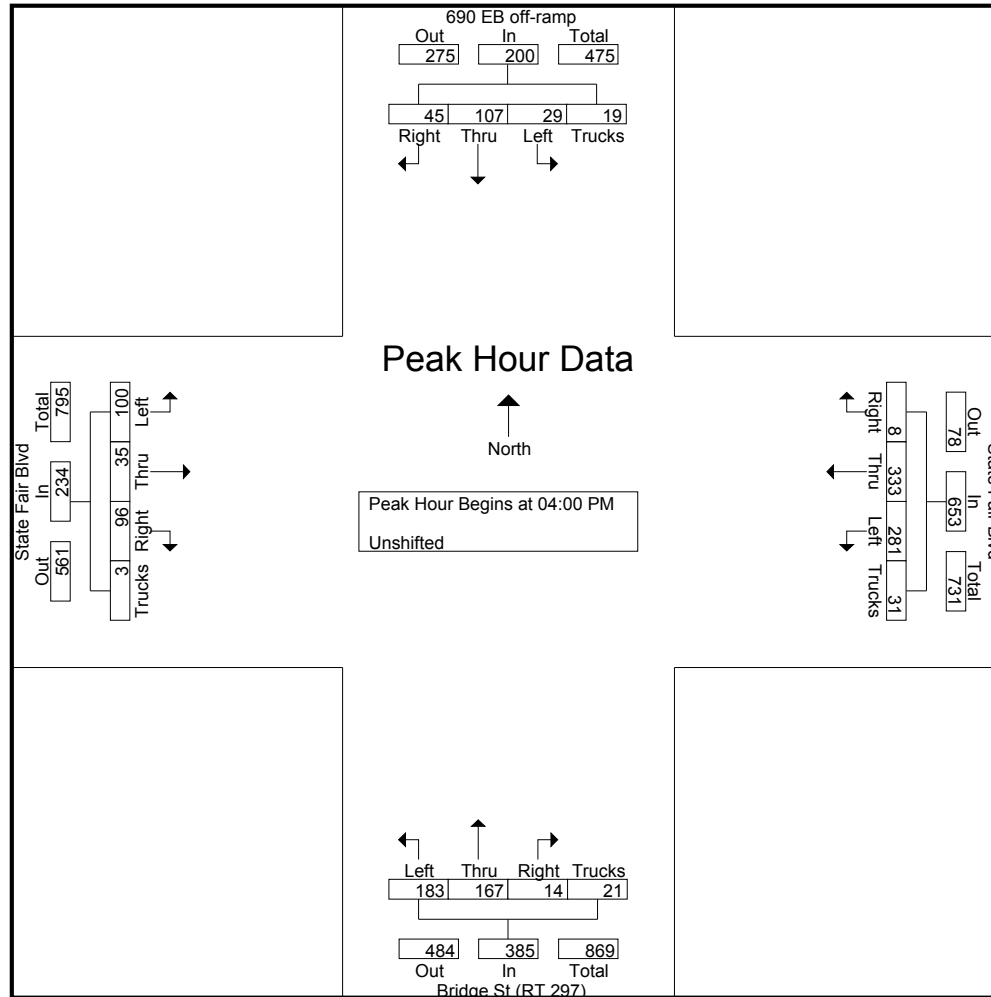 690 EB off-ramp
Out In Total
275 200 475
45 107 29 19
Right Thru Left Trucks
Peak Hour Data
North
Peak Hour Begins at 04:00 PM
Unshifted
State Fair Blvd
Total In Out
795 234 561
100 35 96 3
Left Thru Right Trucks
State Fair Blvd
Out In Total
78 653 731
8 333 281 31
Right Thru Left Trucks
Left Thru Right Trucks
183 167 14 21
484 385 869
Out In Total
Bridge St (RT 297)